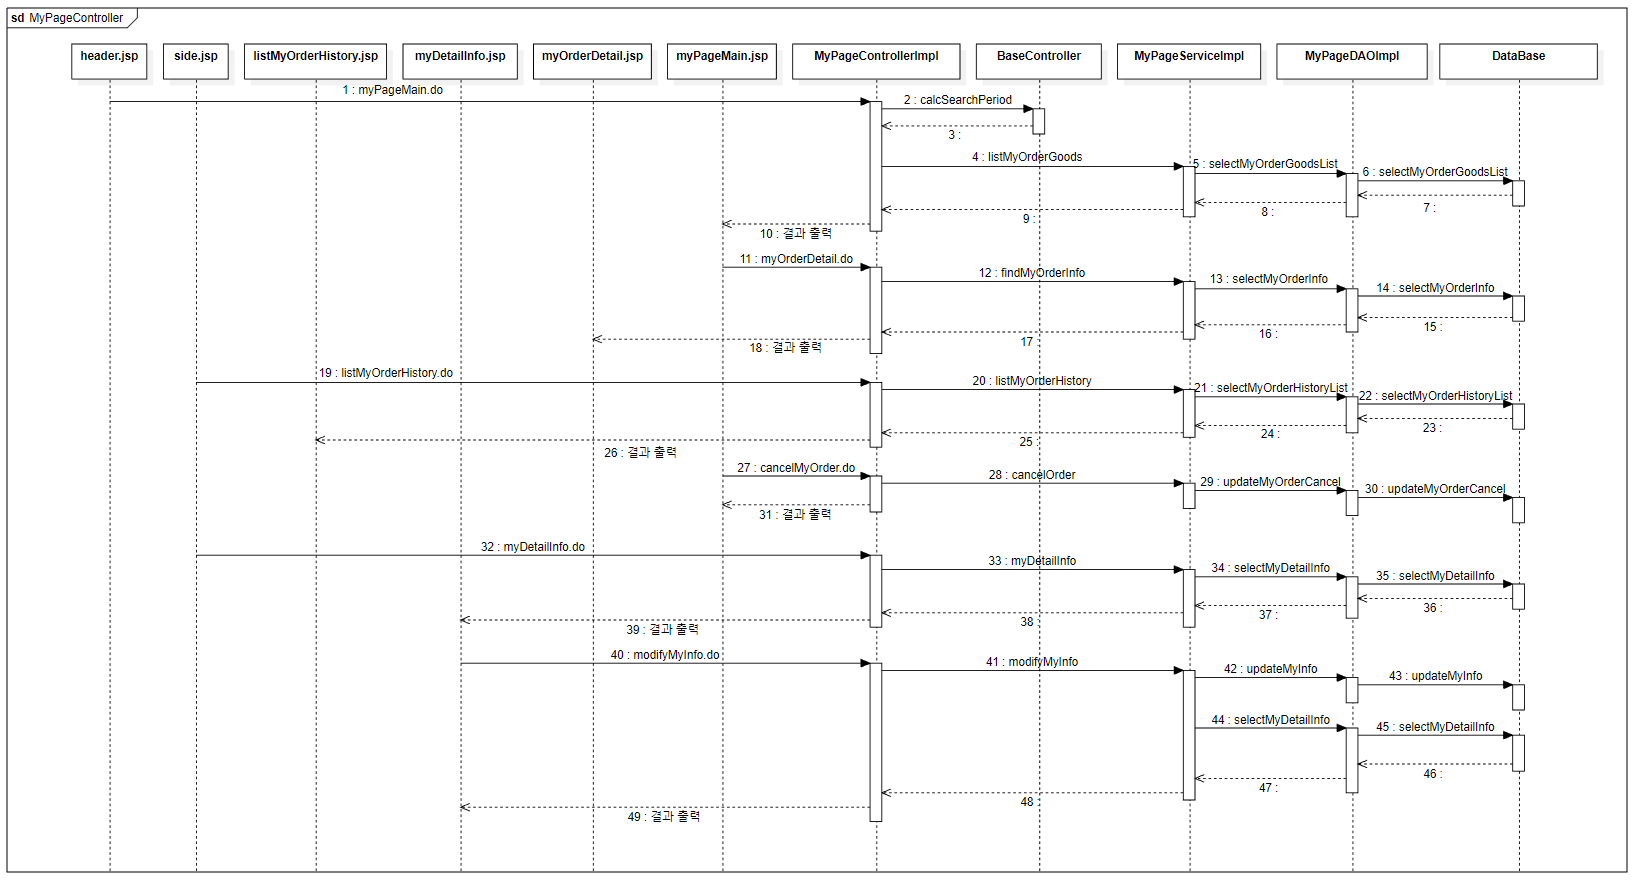 sd MyPageController
header.jsp
side.jsp
listMyOrderHistory.jsp
myDetailInfo.jsp
myOrderDetail.jsp
myPageMain.jsp
MyPageControllerImpl
BaseController
MyPageServiceImpl
MyPageDAOImpl
DataBase
1 : myPageMain.do
2 : calcSearchPeriod
3 :
4 : listMyOrderGoods
5 : selectMyOrderGoodsList
6 : selectMyOrderGoodsList
7 :
8 :
9 :
10 : 결과 출력
11 : myOrderDetail.do
12 : findMyOrderInfo
13 : selectMyOrderInfo
14 : selectMyOrderInfo
15 :
16 :
17 :
18 : 결과 출력
19 : listMyOrderHistory.do
20 : listMyOrderHistory
21 : selectMyOrderHistoryList
22 : selectMyOrderHistoryList
23 :
24 :
25 :
26 : 결과 출력
27 : cancelMyOrder.do
28 : cancelOrder
29 : updateMyOrderCancel
30 : updateMyOrderCancel
31 : 결과 출력
32 : myDetailInfo.do
33 : myDetailInfo
34 : selectMyDetailInfo
35 : selectMyDetailInfo
36 :
37 :
38 :
39 : 결과 출력
40 : modifyMyInfo.do
41 : modifyMyInfo
42 : updateMyInfo
43 : updateMyInfo
44 : selectMyDetailInfo
45 : selectMyDetailInfo
46 :
47 :
48 :
49 : 결과 출력